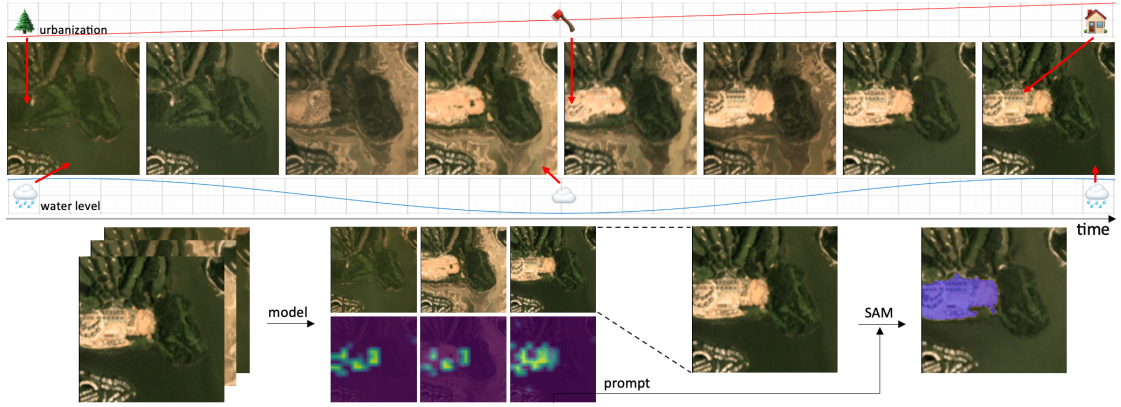 urbanization
water level
time
model
SAM
prompt